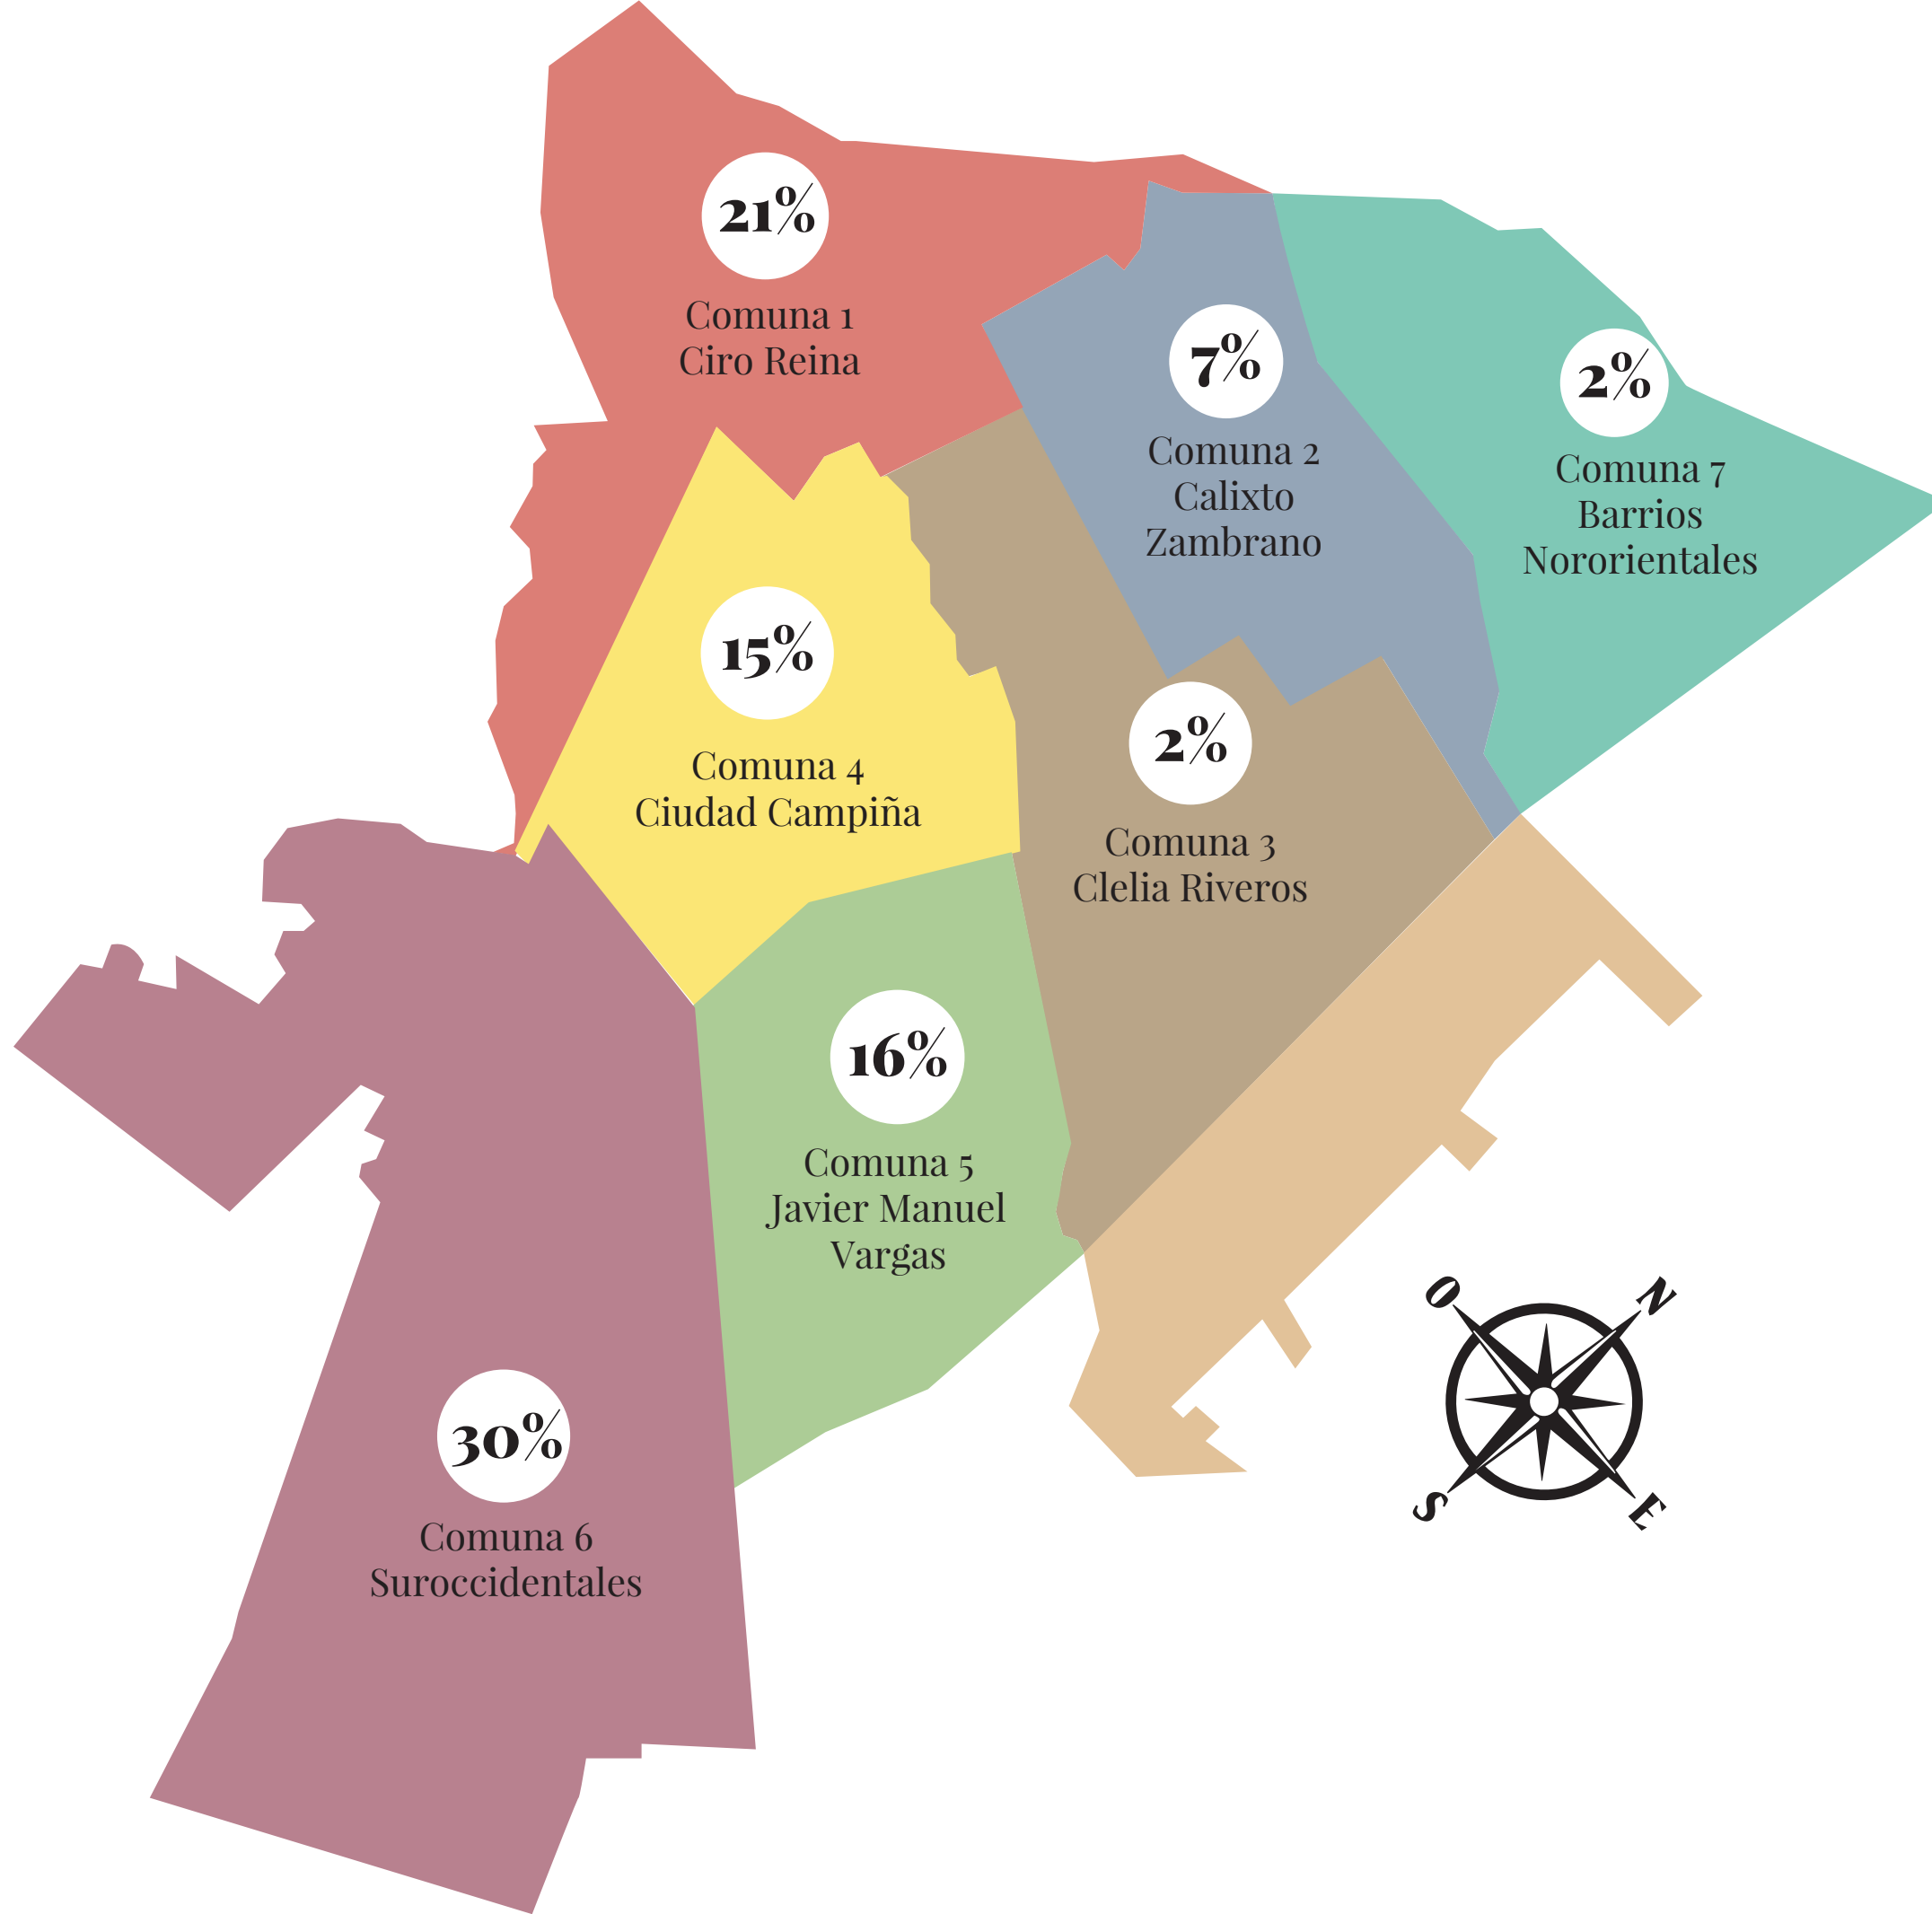 21%
Comuna 1
Ciro Reina
7%
Comuna 2
Calixto
Zambrano
2%
Comuna 7
Barrios
Nororientales
15%
Comuna 4
Ciudad Campiña
2%
Comuna 3
Clelia Riveros
16%
Comuna 5
Javier Manuel
Vargas
30%
Comuna 6
Suroccidentales
O
N
S
E